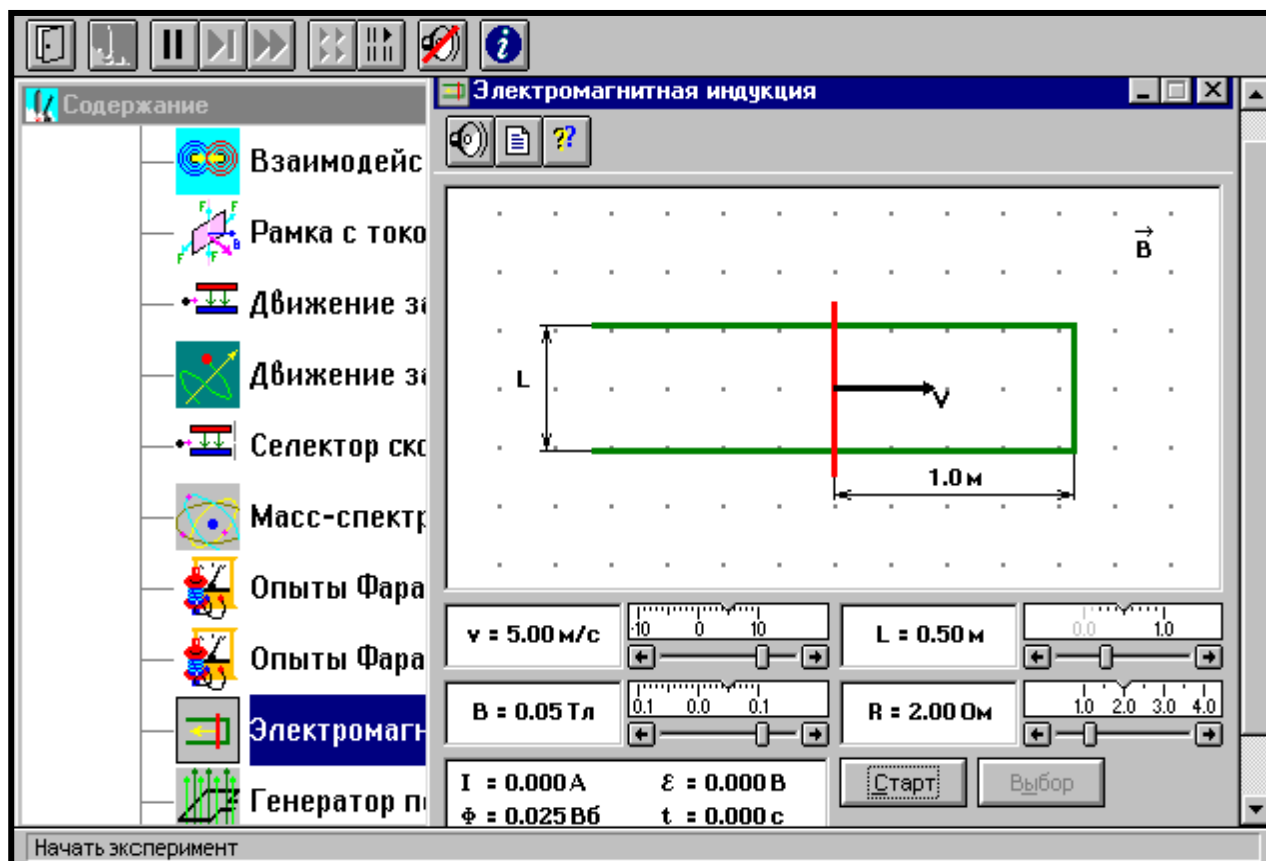 Содержание
Взаимодейс
Рамка с токо
Движение за
Движение за
Селектор ско
Масс-спектр
Опыты Фара
Опыты Фара
Электромагн
Генератор п
Электромагнитная индукция
B
L
V
1.0 м
v = 5.00 м/с
-10 0 10
L = 0.50 м
0.0 1.0
B = 0.05 Тл
0.1 0.0 0.1
R = 2.00 Ом
1.0 2.0 3.0 4.0
I = 0.000 А ε = 0.000 В
Φ = 0.025 Вб t = 0.000 с
Старт
Выбор
Начать эксперимент